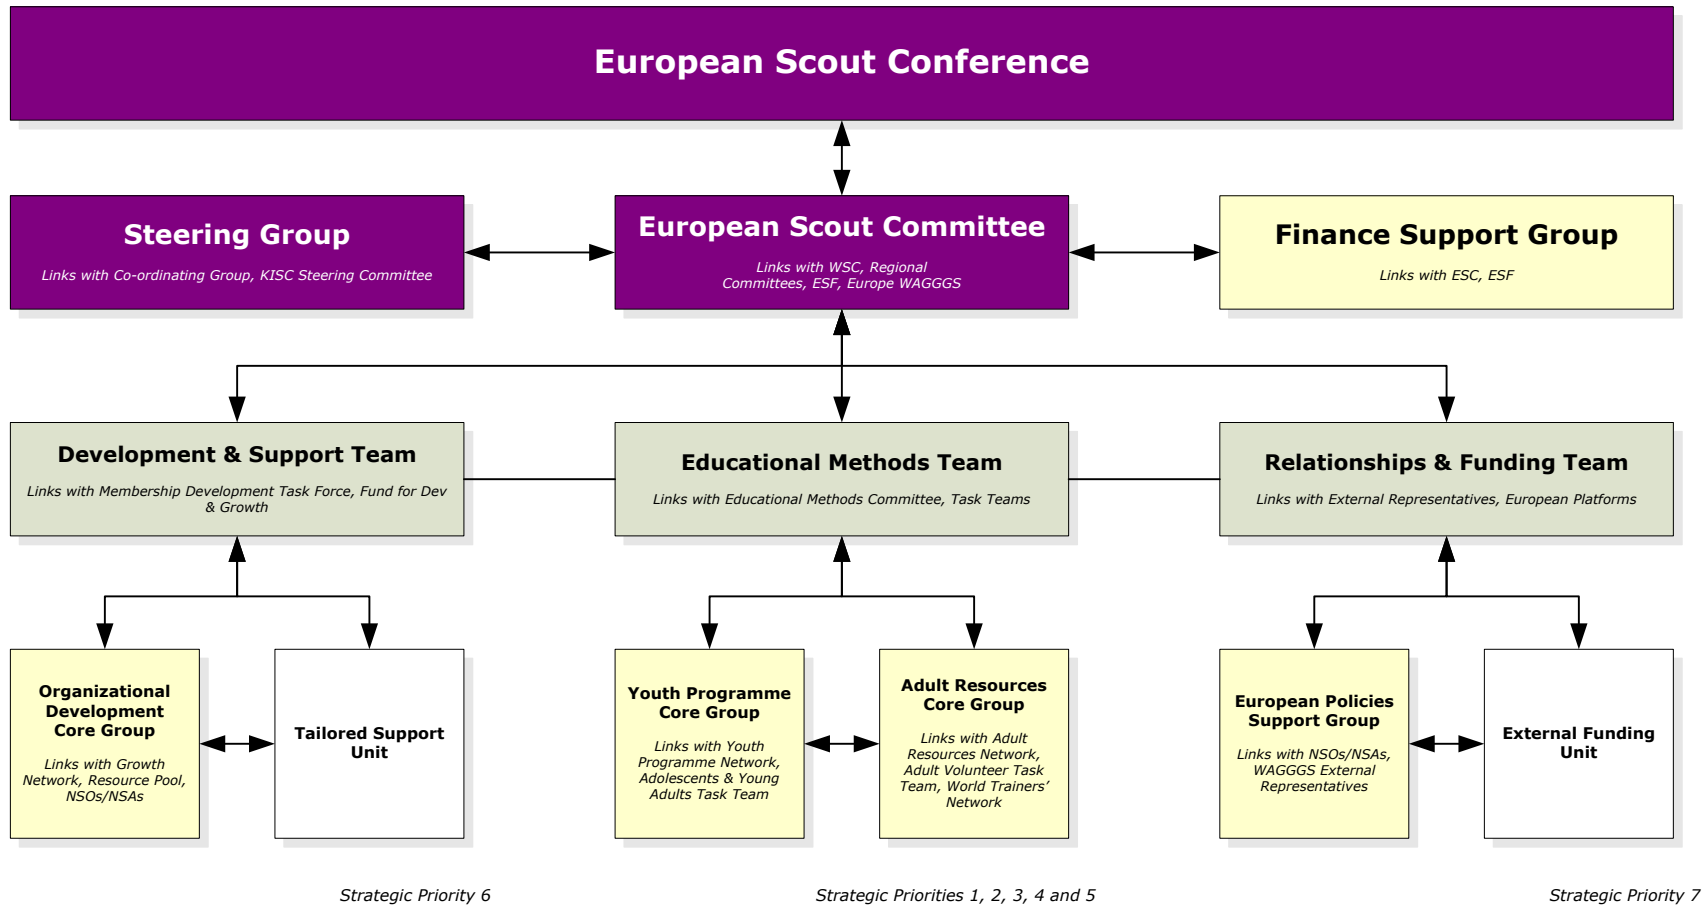 European Scout Conference
Steering Group
Links with Co-ordinating Group, KISC Steering Committee
European Scout Committee
Links with WSC, Regional
Committees, ESF, Europe WAGGGS
Finance Support Group
Links with ESC, ESF
Development & Support Team
Links with Membership Development Task Force, Fund for Dev
& Growth
Educational Methods Team
Links with Educational Methods Committee, Task Teams
Relationships & Funding Team
Links with External Representatives, European Platforms
Organizational
Development
Core Group
Links with Growth
Network, Resource Pool,
NSOs/NSAs
Tailored Support
Unit
Youth Programme
Core Group
Links with Youth
Programme Network,
Adolescents & Young
Adults Task Team
Adult Resources
Core Group
Links with Adult
Resources Network,
Adult Volunteer Task
Team, World Trainers’
Network
European Policies
Support Group
Links with NSOs/NSAs,
WAGGGS External
Representatives
External Funding
Unit
Strategic Priority 6
Strategic Priorities 1, 2, 3, 4 and 5
Strategic Priority 7